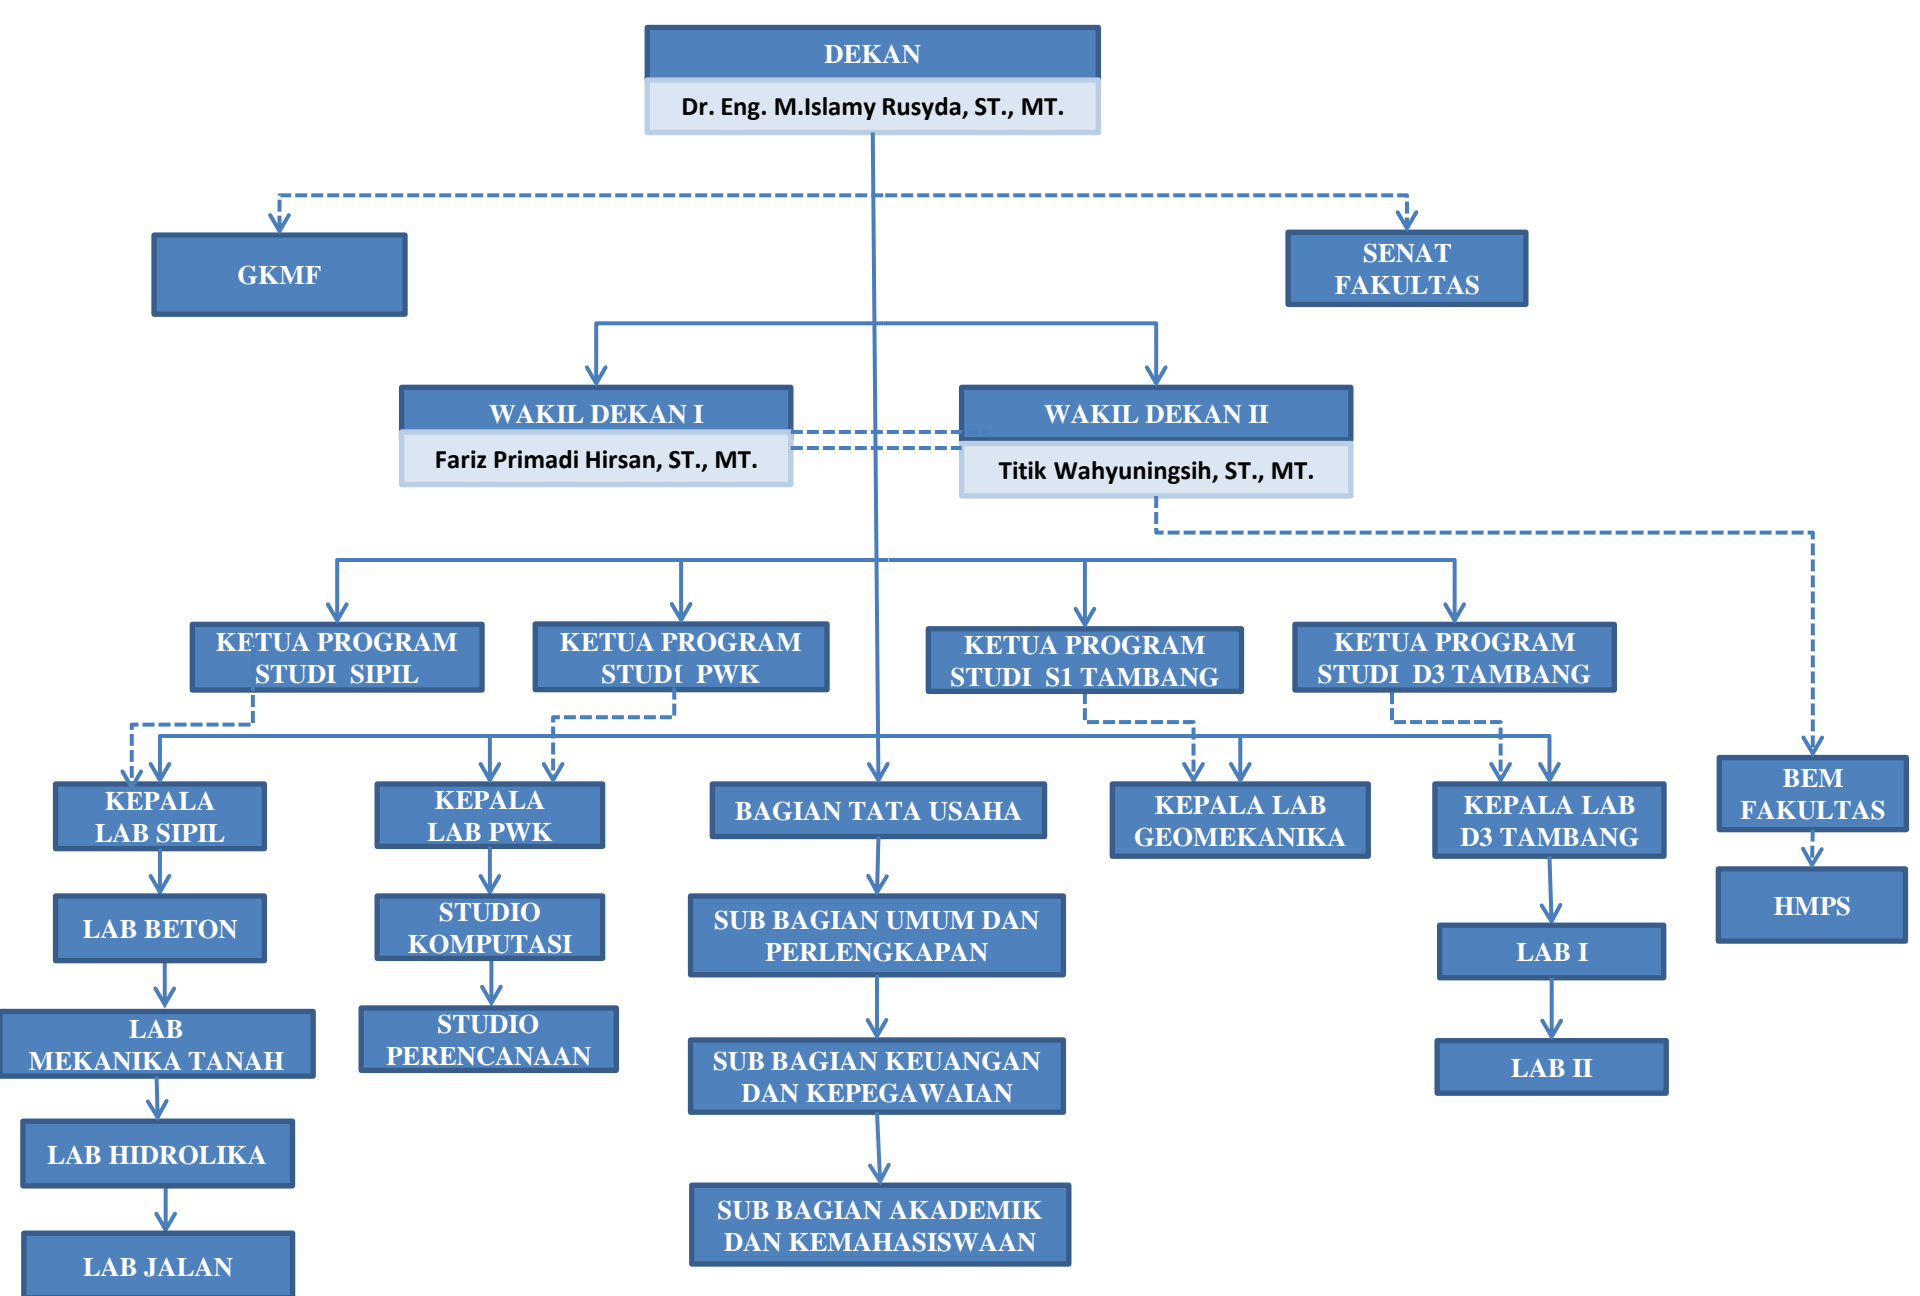 DEKAN
Dr. Eng. M.Islamy Rusyda, ST., MT.
GKMF
SENAT
FAKULTAS
WAKIL DEKAN I
Fariz Primadi Hirsan, ST., MT.
WAKIL DEKAN II
Titik Wahyuningsih, ST., MT.
KETUA PROGRAM
STUDI SIPIL
KETUA PROGRAM
STUDI PWK
KETUA PROGRAM
STUDI S1 TAMBANG
KETUA PROGRAM
STUDI D3 TAMBANG
KEPALA
LAB SIPIL
KEPALA
LAB PWK
BAGIAN TATA USAHA
KEPALA LAB
GEOMEKANIKA
KEPALA LAB
D3 TAMBANG
BEM
FAKULTAS
LAB BETON
STUDIO
KOMPUTASI
SUB BAGIAN UMUM DAN
PERLENGKAPAN
LAB I
HMPS
LAB
MEKANIKA TANAH
STUDIO
PERENCANAAN
SUB BAGIAN KEUANGAN
DAN KEPEGAWAIAN
LAB II
LAB HIDROLIKA
SUB BAGIAN AKADEMIK
DAN KEMAHASISWAAN
LAB JALAN